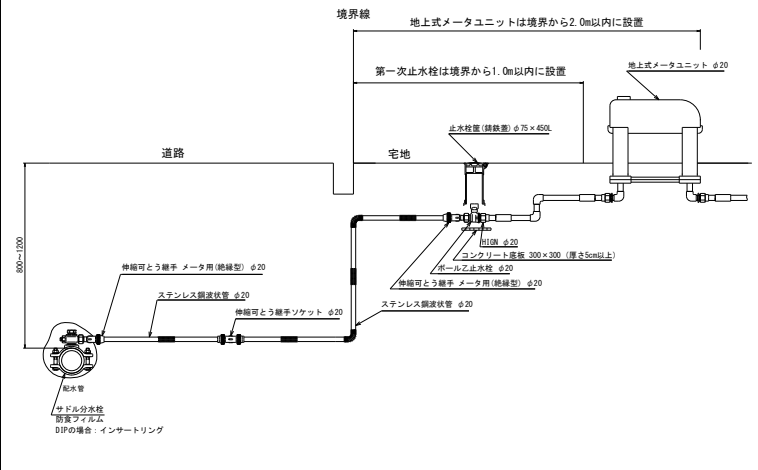 境界線
地上式メータユニットは境界から2.0m以内に設置
第一次止水栓は境界から1.0m以内に設置
地上式メータユニット φ20
止水栓筐(鋳鉄蓋)φ75×450L
道路
宅地
800~1200
HIGN φ20
コンクリート底板 300×300 (厚さ5cm以上)
ボール乙止水栓 φ20
伸縮可とう継手 メータ用(絶縁型) φ20
伸縮可とう継手 メータ用(絶縁型) φ20
ステンレス鋼波状管 φ20
伸縮可とう継手ソケット φ20
ステンレス鋼波状管 φ20
配水管
サドル分水栓
防食フィルム
DIPの場合:インサートリング